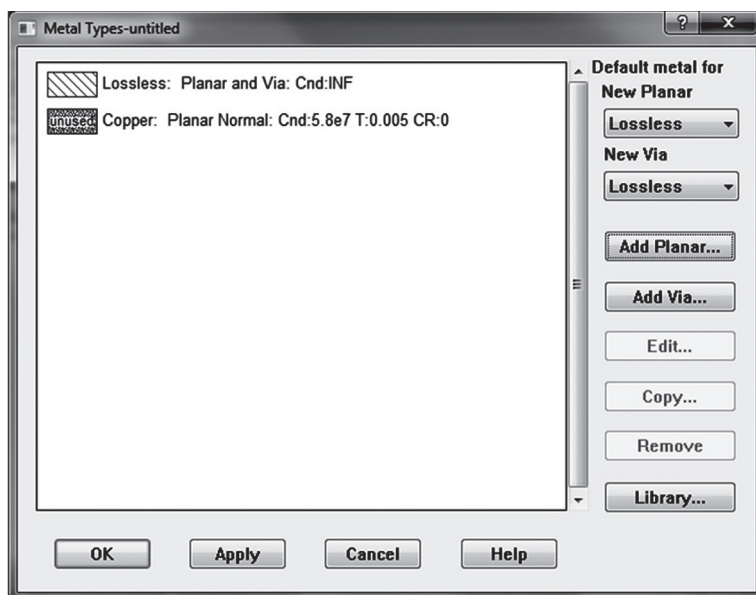 Metal Types-untitled
? x
Lossless: Planar and Via: Cnd:INF
unused Copper: Planar Normal: Cnd:5.8e7 T:0.005 CR:0
Default metal for
New Planar
Lossless
New Via
Lossless
Add Planar...
Add Via...
Edit...
Copy...
Remove
Library...
OK
Apply
Cancel
Help